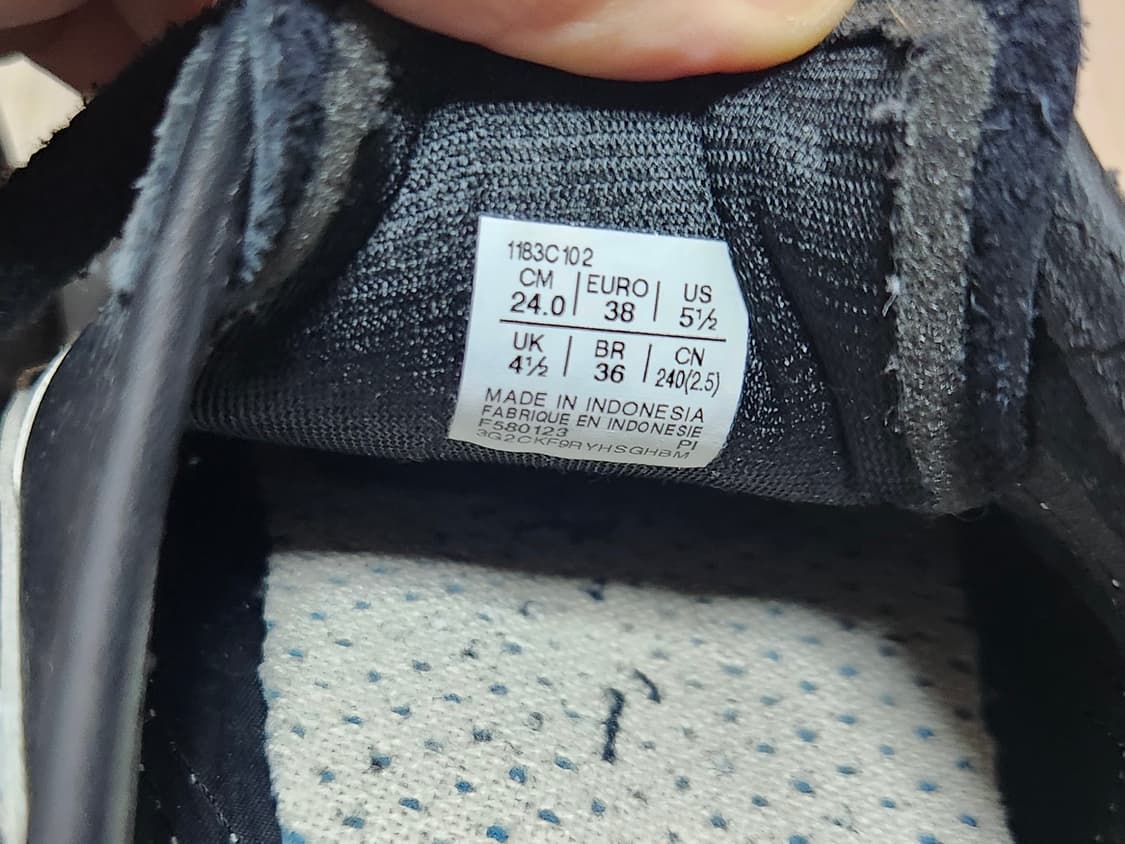 1183C102
CM EURO US
24.0 38 5½
UK BR CN
4½ 36 240(2.5)
MADE IN INDONESIA
FABRIQUE EN INDONESIE
F580123 PI
3G2CKF9RYHSGHBM